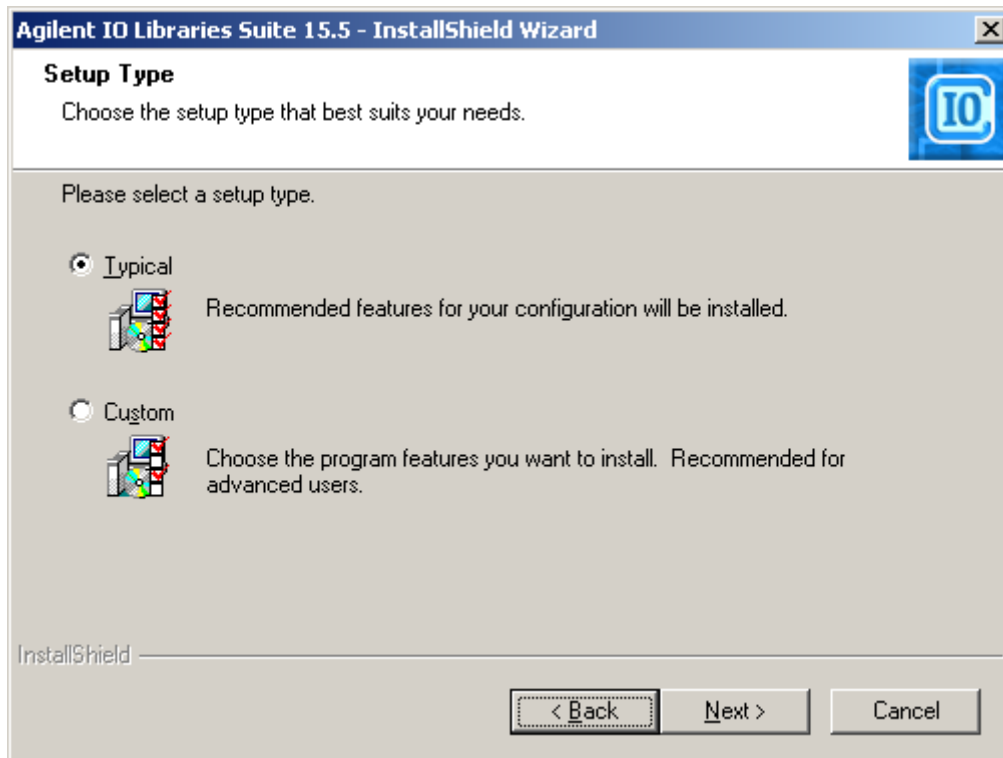 Agilent IO Libraries Suite 15.5 - InstallShield Wizard
Setup Type
Choose the setup type that best suits your needs.
IO
Please select a setup type.
Typical
Recommended features for your configuration will be installed.
Custom
Choose the program features you want to install.  Recommended for
advanced users.
InstallShield
< Back
Next >
Cancel